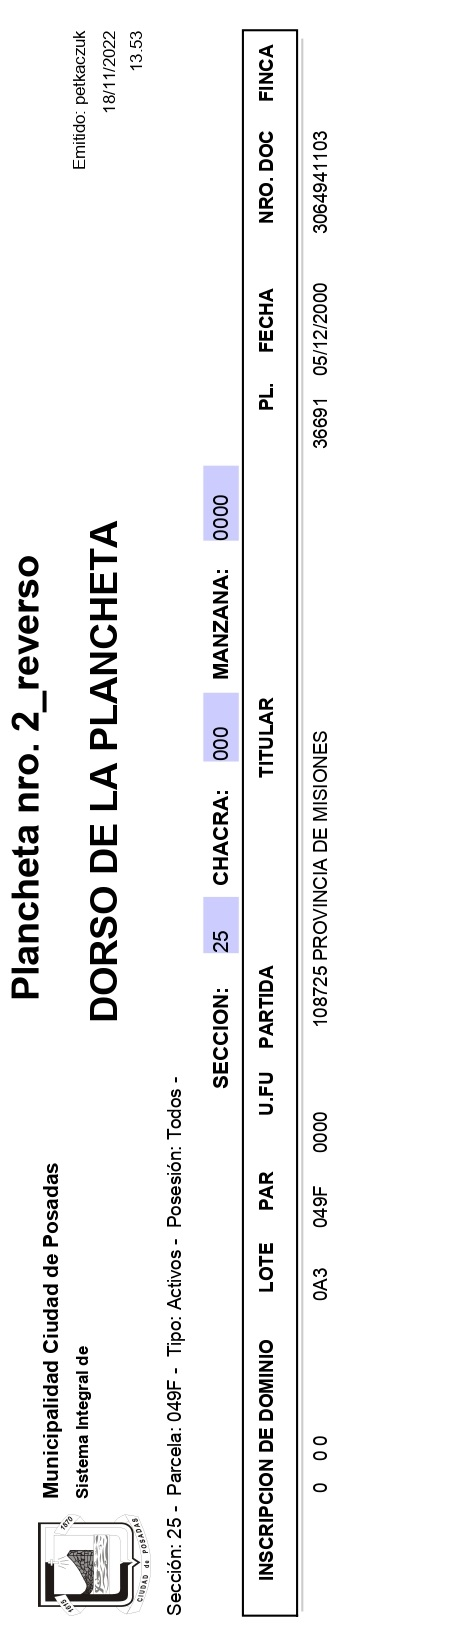 Plancheta nro. 2_reverso
Municipalidad Ciudad de Posadas
Sistema Integral de
Emitido: petkaczuk
18/11/2022
13.53
DORSO DE LA PLANCHETA
1615 1870
CIUDAD de POSADAS
Sección: 25 - Parcela: 049F - Tipo: Activos - Posesión: Todos -
SECCION: 25 CHACRA: 000 MANZANA: 0000
INSCRIPCION DE DOMINIO LOTE PAR U.FU PARTIDA TITULAR PL. FECHA NRO. DOC FINCA
0 0 0 0A3 049F 0000 108725 PROVINCIA DE MISIONES 36691 05/12/2000 3064941103